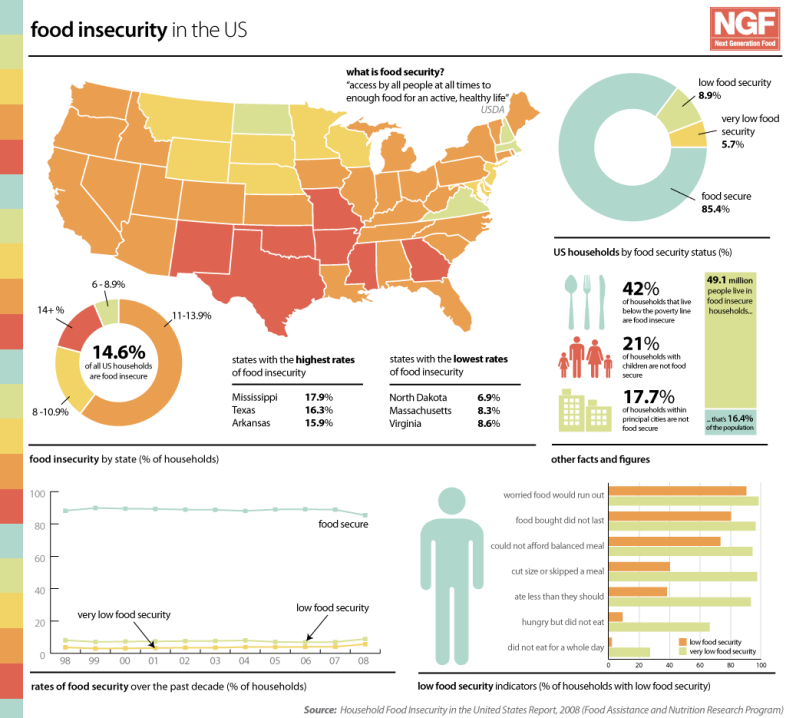 food insecurity in the US
NGF
Next Generation Food
what is food security?
“access by all people at all times to
enough food for an active, healthy life”
USDA
low food security
8.9%
very low food
security
5.7%
food secure
85.4%
US households by food security status (%)
6 - 8.9%
14+ %
11-13.9%
8 -10.9%
14.6%
of all US households
are food insecure
states with the highest rates
of food insecurity
Mississippi 17.9%
Texas 16.3%
Arkansas 15.9%
states with the lowest rates
of food insecurity
North Dakota 6.9%
Massachusetts 8.3%
Virginia 8.6%
food insecurity by state (% of households)
42%
of households that live
below the poverty line
are food insecure
21%
of households with
children are not food
secure
17.7%
of households within
principal cities are not
food secure
49.1 million
people live in
food insecure
households...
.. that's 16.4%
of the population
other facts and figures
100
80
60
40
20
0
food secure
very low food security
low food security
98 99 00 01 02 03 04 05 06 07 08
rates of food security over the past decade (% of households)
worried food would run out
food bought did not last
could not afford balanced meal
cut size or skipped a meal
ate less than they should
hungry but did not eat
did not eat for a whole day
low food security
very low food security
0 20 40 60 80 100
low food security indicators (% of households with low food security)
Source: Household Food Insecurity in the United States Report, 2008 (Food Assistance and Nutrition Research Program)